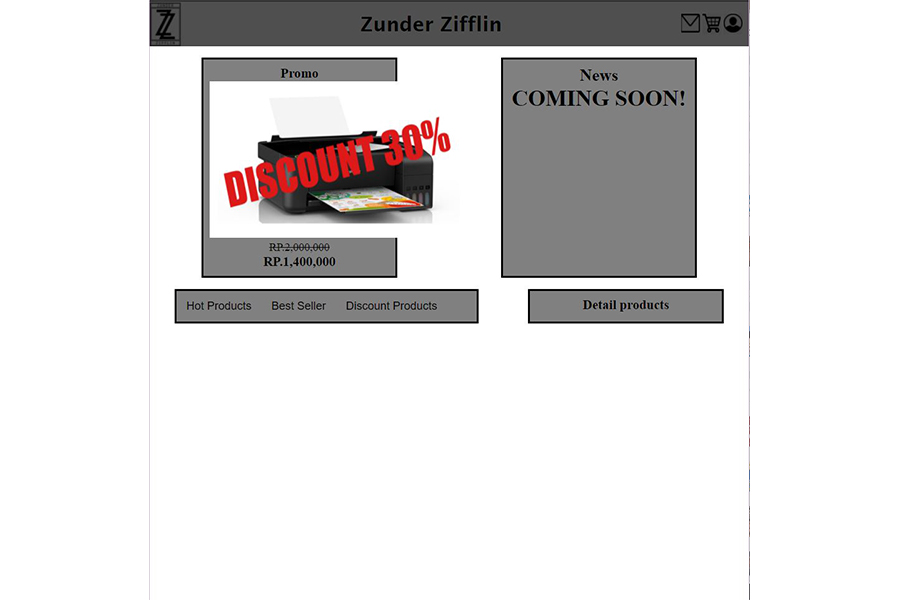 Zunder Zifflin
Promo
DISCOUNT 30%
RP.2,000,000
RP.1,400,000
News
COMING SOON!
Hot Products Best Seller Discount Products
Detail products